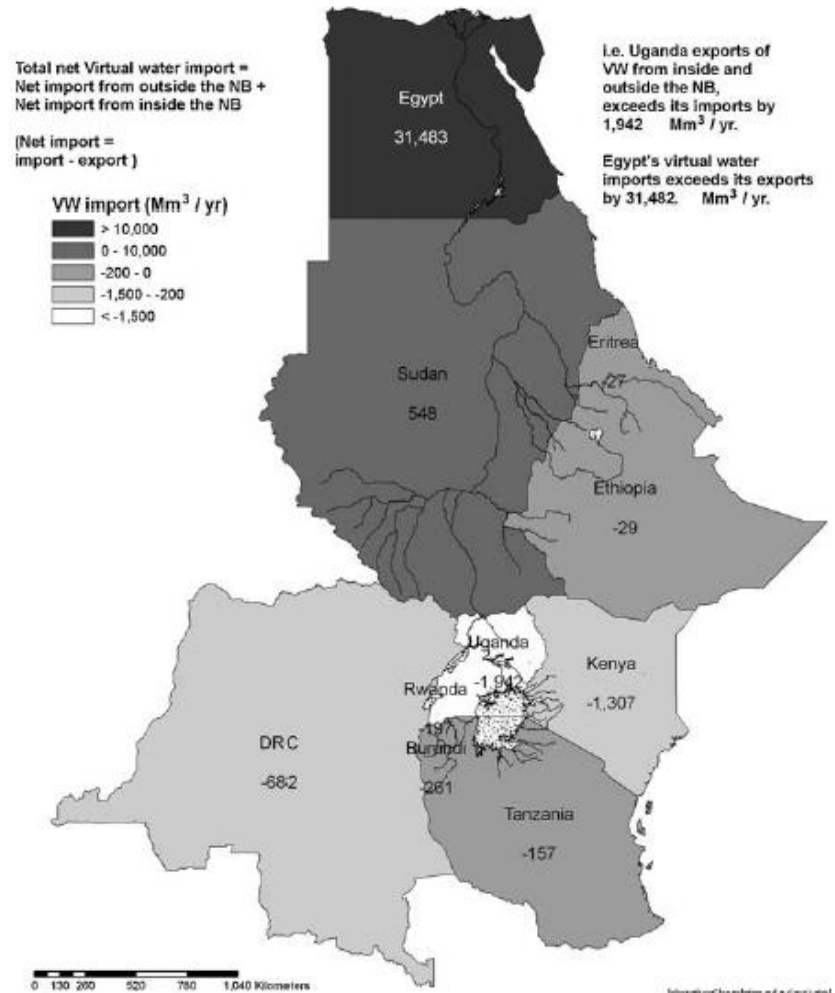 Total net Virtual water import =
Net import from outside the NB +
Net import from inside the NB
(Net import =
import - export )
i.e. Uganda exports of
VW from inside and
outside the NB,
exceeds its imports by
1,942 Mm³ / yr.
Egypt's virtual water
imports exceeds its exports
by 31,482. Mm³ / yr.
VW import (Mm³ / yr)
> 10,000
0 - 10,000
-200 - 0
-1,500 - -200
< -1,500
Egypt
31,483
Sudan
548
Eritrea
-27
Ethiopia
-29
Uganda
-1,942
Kenya
-1,307
Rwanda
-197
Burundi
-261
DRC
-682
Tanzania
-157
0 130 260 520 780 1,040 Kilometers